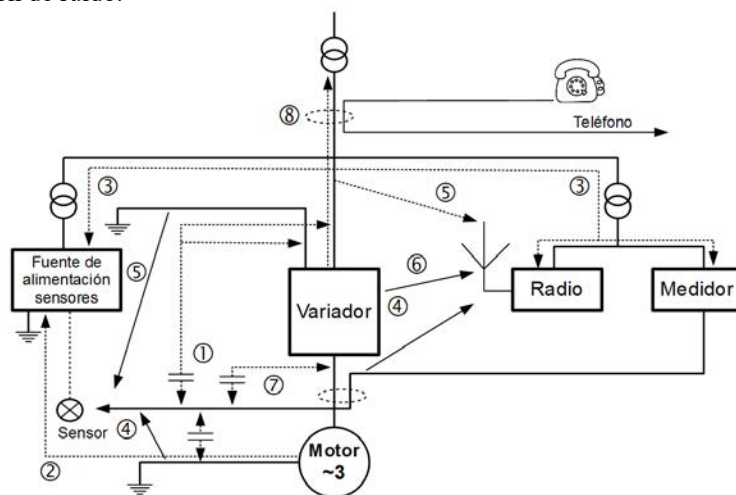 ⑧
Teléfono
③
③
⑤
Fuente de
alimentación
sensores
⑤
Variador
⑥
④
Radio
Medidor
①
⑦
Sensor
④
②
Motor
~3